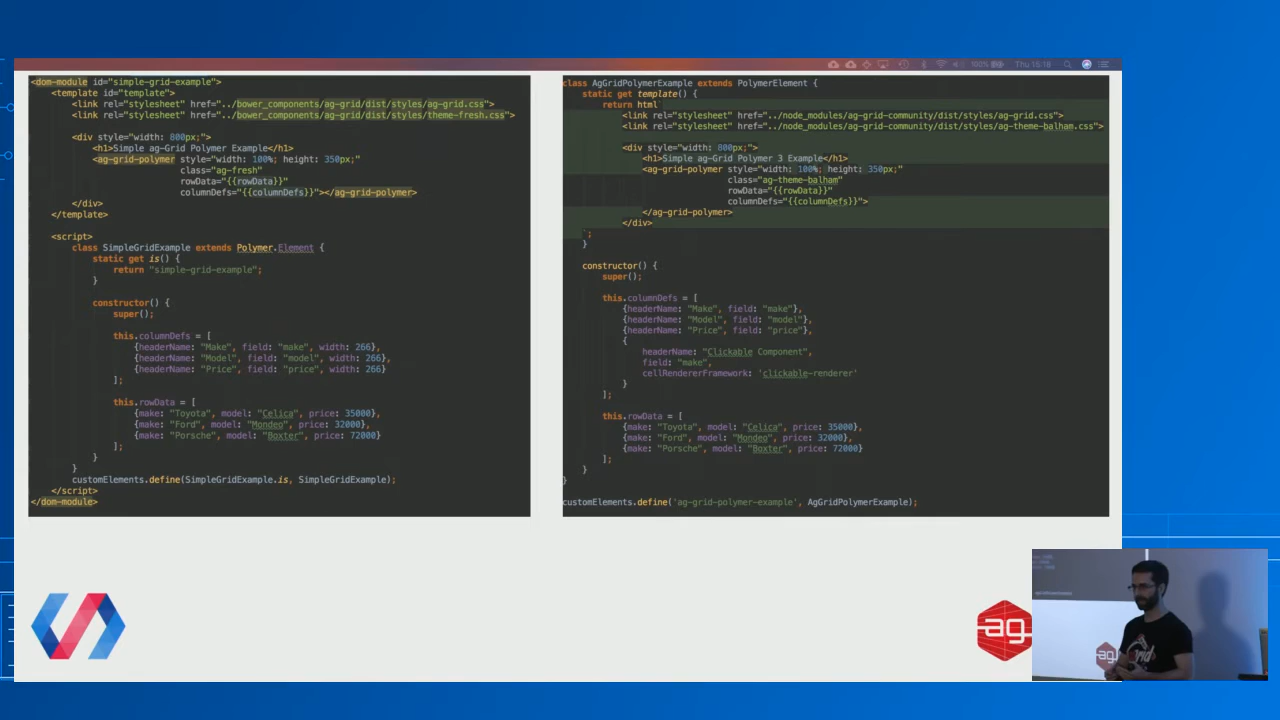 100%
Thu 15:18
<dom-module id="simple-grid-example">
<template id="template">
<link rel="stylesheet" href="../bower_components/ag-grid/dist/styles/ag-grid.css">
<link rel="stylesheet" href="../bower_components/ag-grid/dist/styles/theme-fresh.css">
<div style="width: 800px;">
<h1>Simple ag-Grid Polymer Example</h1>
<ag-grid-polymer style="width: 100%; height: 350px;"
class="ag-fresh"
rowData="{{rowData}}"
columnDefs="{{columnDefs}}"></ag-grid-polymer>
</div>
</template>
<script>
class SimpleGridExample extends Polymer.Element {
static get is() {
return "simple-grid-example";
}
constructor() {
super();
this.columnDefs = [
{headerName: "Make", field: "make", width: 266},
{headerName: "Model", field: "model", width: 266},
{headerName: "Price", field: "price", width: 266}
];
this.rowData = [
{make: "Toyota", model: "Celica", price: 35000},
{make: "Ford", model: "Mondeo", price: 32000},
{make: "Porsche", model: "Boxter", price: 72000}
];
}
}
customElements.define(SimpleGridExample.is, SimpleGridExample);
</script>
</dom-module>
class AgGridPolymerExample extends PolymerElement {
static get template() {
return html`
<link rel="stylesheet" href="../node_modules/ag-grid-community/dist/styles/ag-grid.css">
<link rel="stylesheet" href="../node_modules/ag-grid-community/dist/styles/ag-theme-balham.css">
<div style="width: 800px;">
<h1>Simple ag-Grid Polymer 3 Example</h1>
<ag-grid-polymer style="width: 100%; height: 350px;"
class="ag-theme-balham"
rowData="{{rowData}}"
columnDefs="{{columnDefs}}">
</ag-grid-polymer>
</div>
`;
}
constructor() {
super();
this.columnDefs = [
{headerName: "Make", field: "make"},
{headerName: "Model", field: "model"},
{headerName: "Price", field: "price"},
{
headerName: "Clickable Component",
field: "make",
cellRendererFramework: 'clickable-renderer'
}
];
this.rowData = [
{make: "Toyota", model: "Celica", price: 35000},
{make: "Ford", model: "Mondeo", price: 32000},
{make: "Porsche", model: "Boxter", price: 72000}
];
}
}
customElements.define('ag-grid-polymer-example', AgGridPolymerExample);
ag
ag